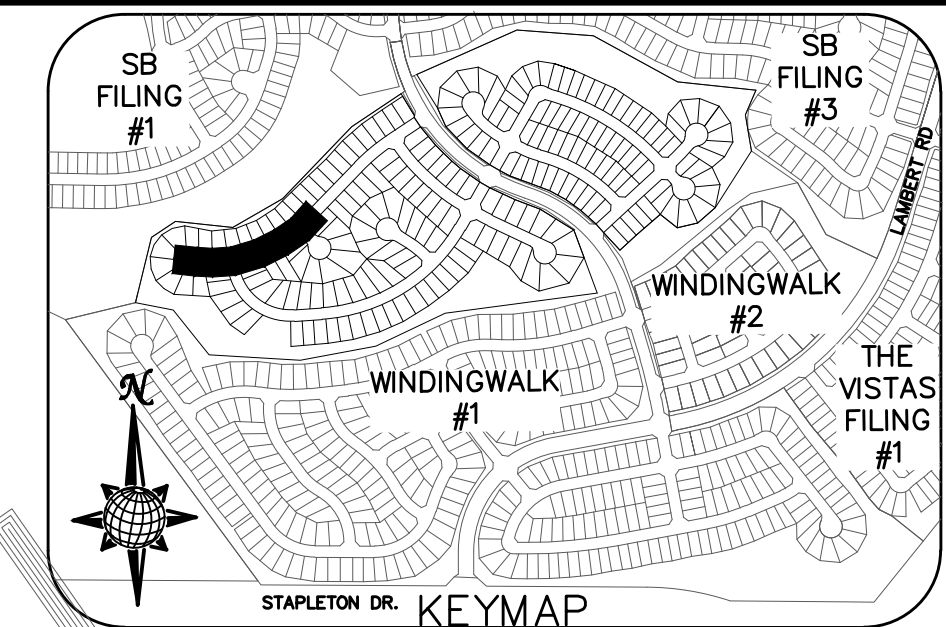 SB
FILING
#1
SB
FILING
#3
LAMBERT RD
WINDINGWALK
#2
THE
VISTAS
FILING
#1
WINDINGWALK
#1
N
STAPLETON DR.
KEYMAP